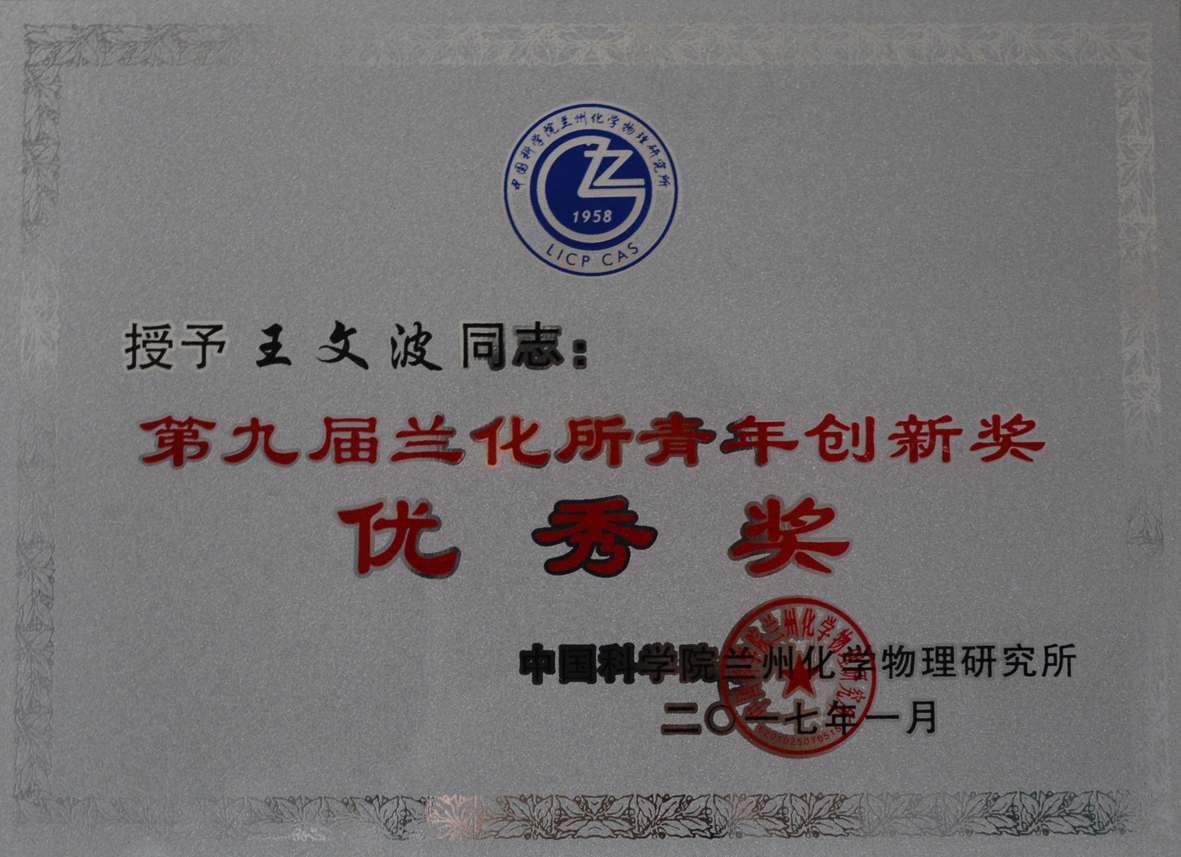 中国科学院兰州化学物理研究所
1958
LICP CAS
授予 王文波 同志：
第九届兰化所青年创新奖
优秀奖
中国科学院兰州化学物理研究所
二〇一七年一月